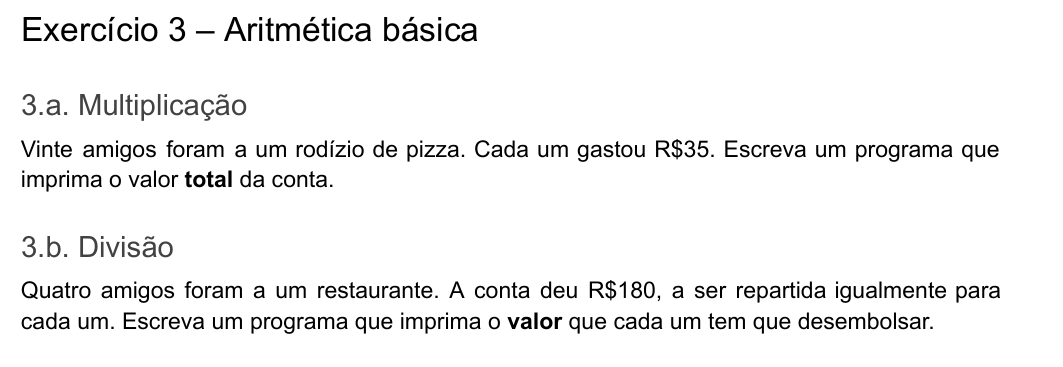 Exercício 3 – Aritmética básica
3.a. Multiplicação
Vinte amigos foram a um rodízio de pizza. Cada um gastou R$35. Escreva um programa que
imprima o valor total da conta.
3.b. Divisão
Quatro amigos foram a um restaurante. A conta deu R$180, a ser repartida igualmente para
cada um. Escreva um programa que imprima o valor que cada um tem que desembolsar.